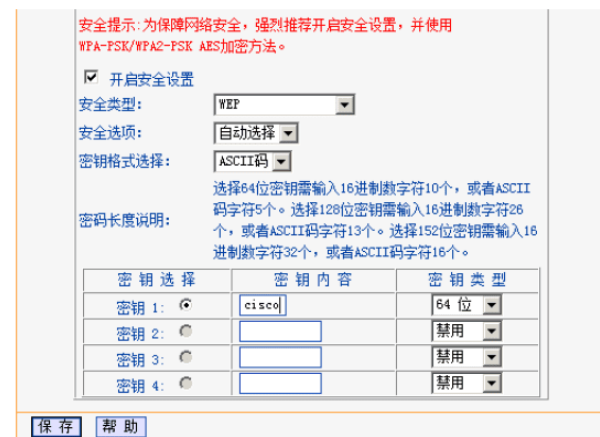 安全提示:为保障网络安全，强烈推荐开启安全设置，并使用
WPA-PSK/WPA2-PSK AES加密方法。
开启安全设置
安全类型: WEP
安全选项: 自动选择
密钥格式选择: ASCII码
选择64位密钥需输入16进制数字符10个，或者ASCII
码字符5个。选择128位密钥需输入16进制数字符26
密码长度说明:
个，或者ASCII码字符13个。选择152位密钥需输入16
进制数字符32个，或者ASCII码字符16个。
密钥选择 密钥内容 密钥类型
密钥 1: cisco 64 位
密钥 2: 禁用
密钥 3: 禁用
密钥 4: 禁用
保存 帮助